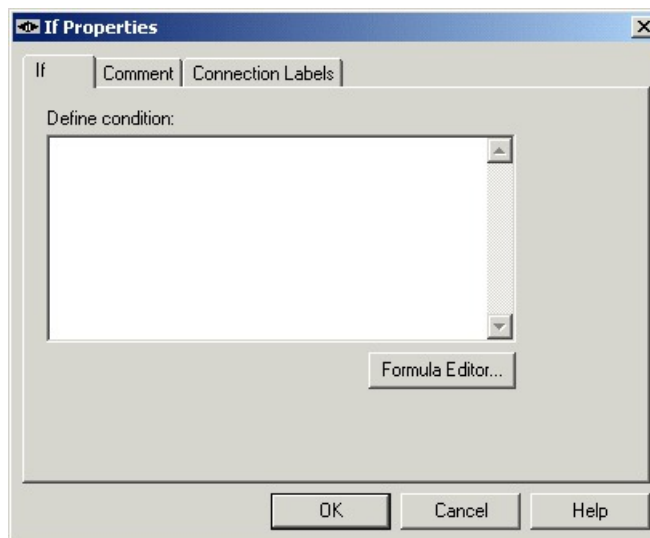 If Properties
If Comment Connection Labels
Define condition:
Formula Editor...
OK Cancel Help